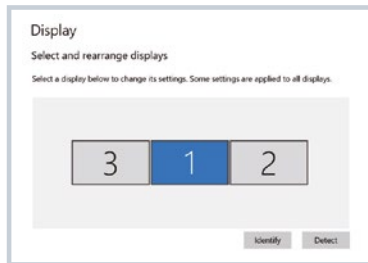 Display
Select and rearrange displays
Select a display below to change its settings. Some settings are applied to all displays.
3 1 2
Identify Detect